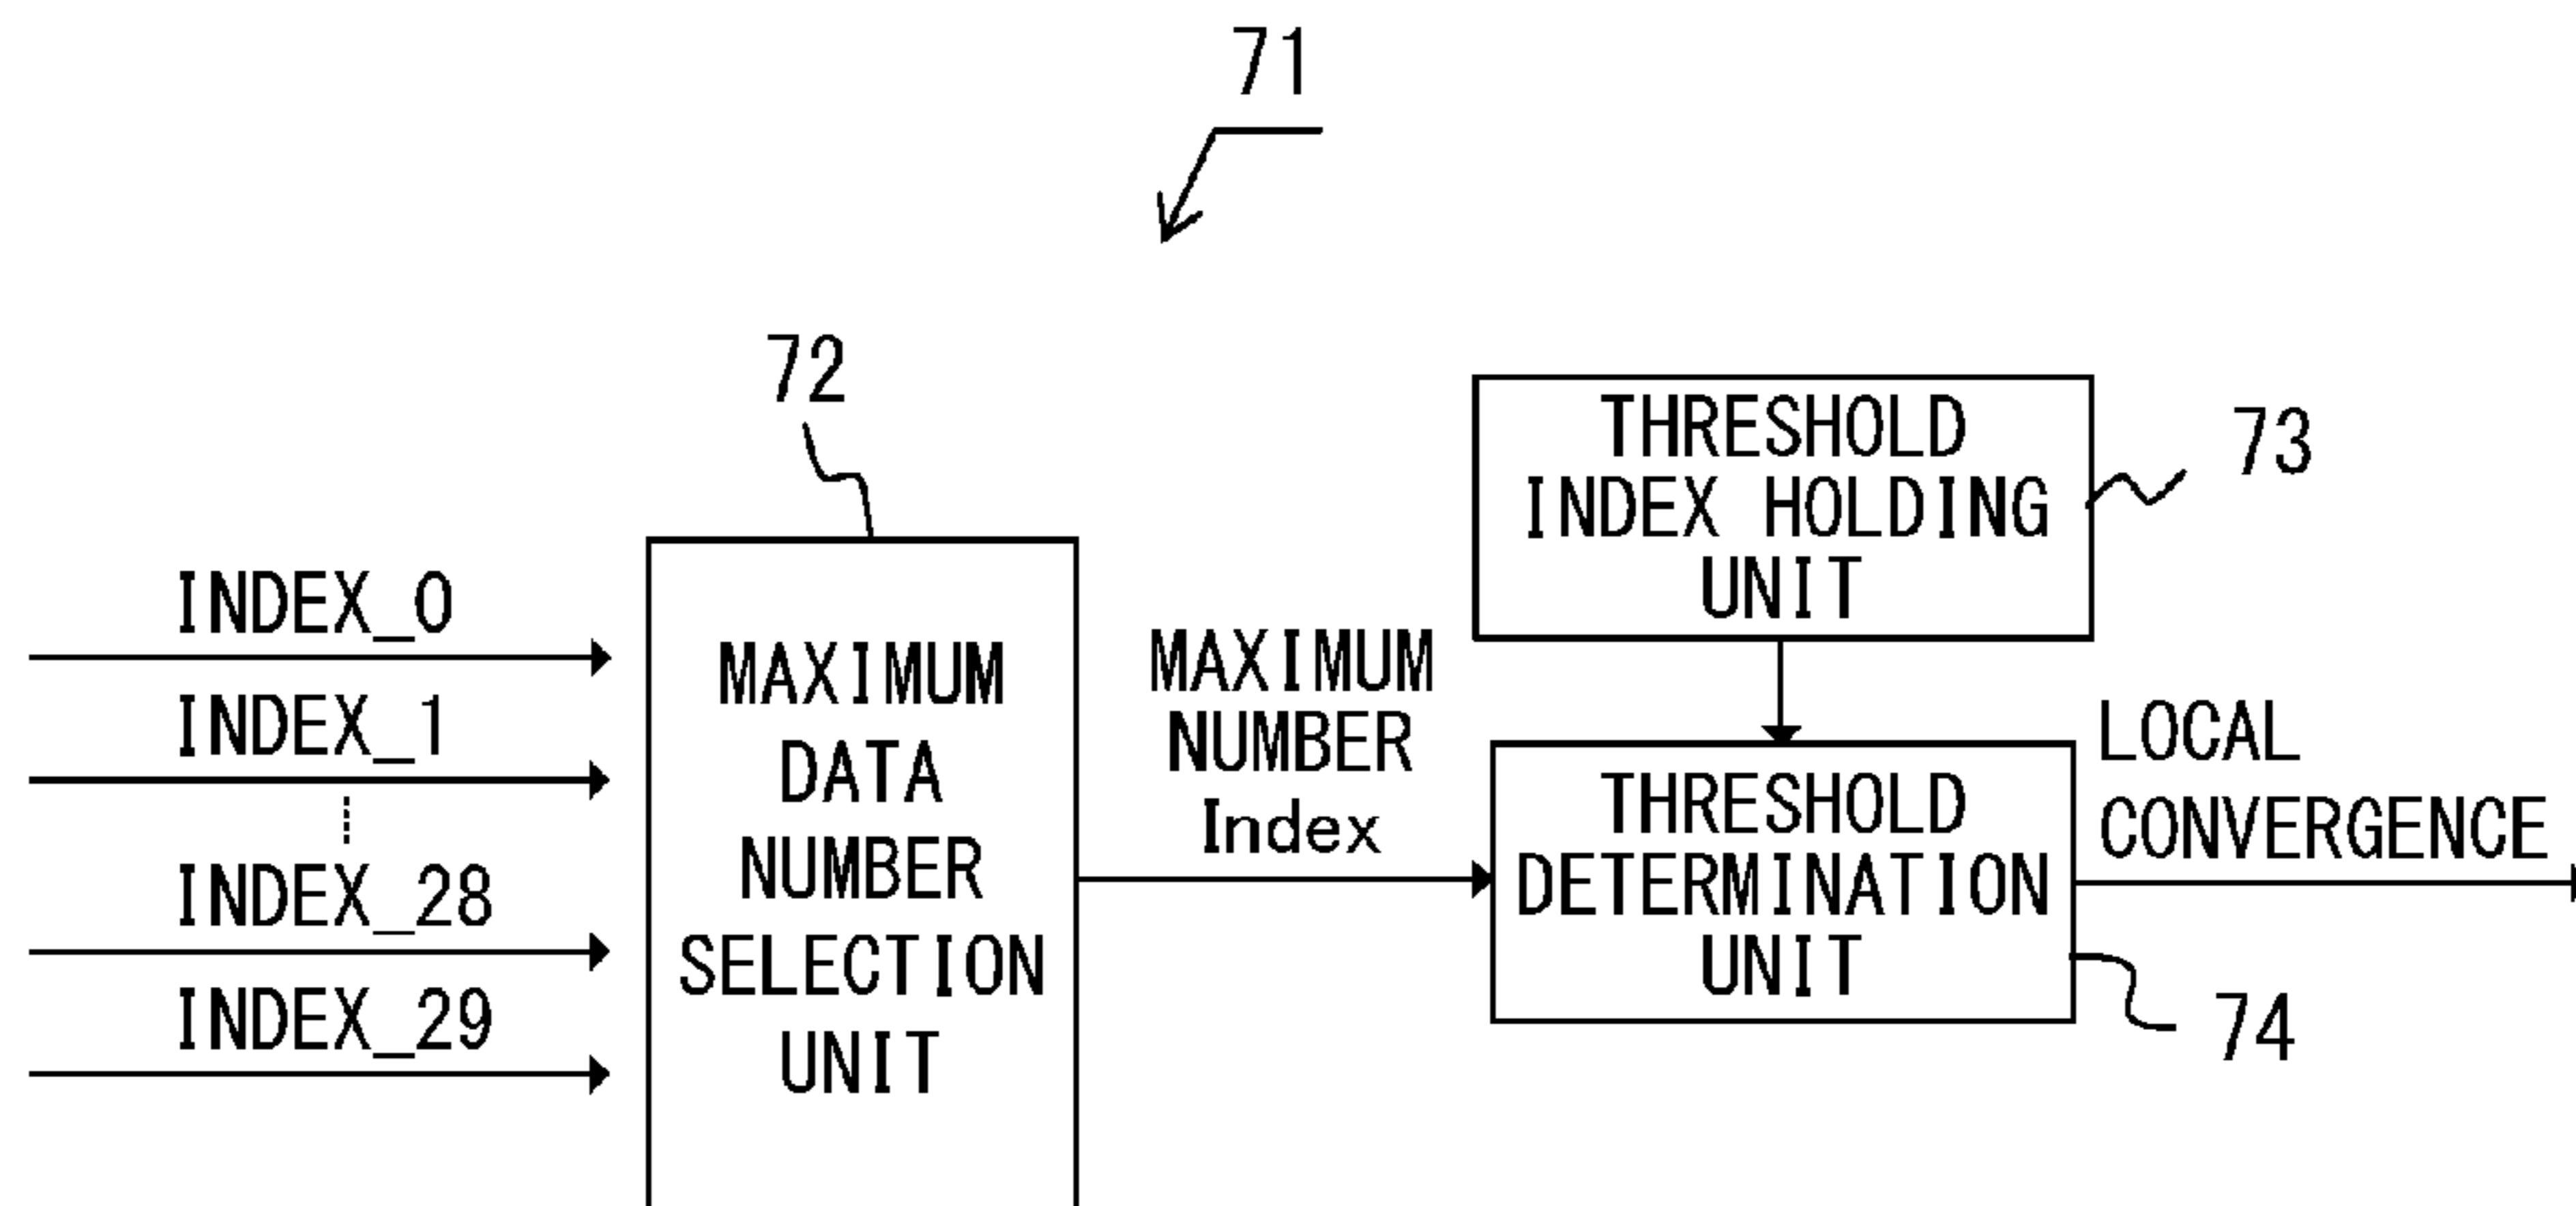 71
72
THRESHOLD
INDEX HOLDING
UNIT
73
INDEX_0
INDEX_1
INDEX_28
INDEX_29
MAXIMUM
DATA
NUMBER
SELECTION
UNIT
MAXIMUM
NUMBER
Index
THRESHOLD
DETERMINATION
UNIT
LOCAL
CONVERGENCE
74